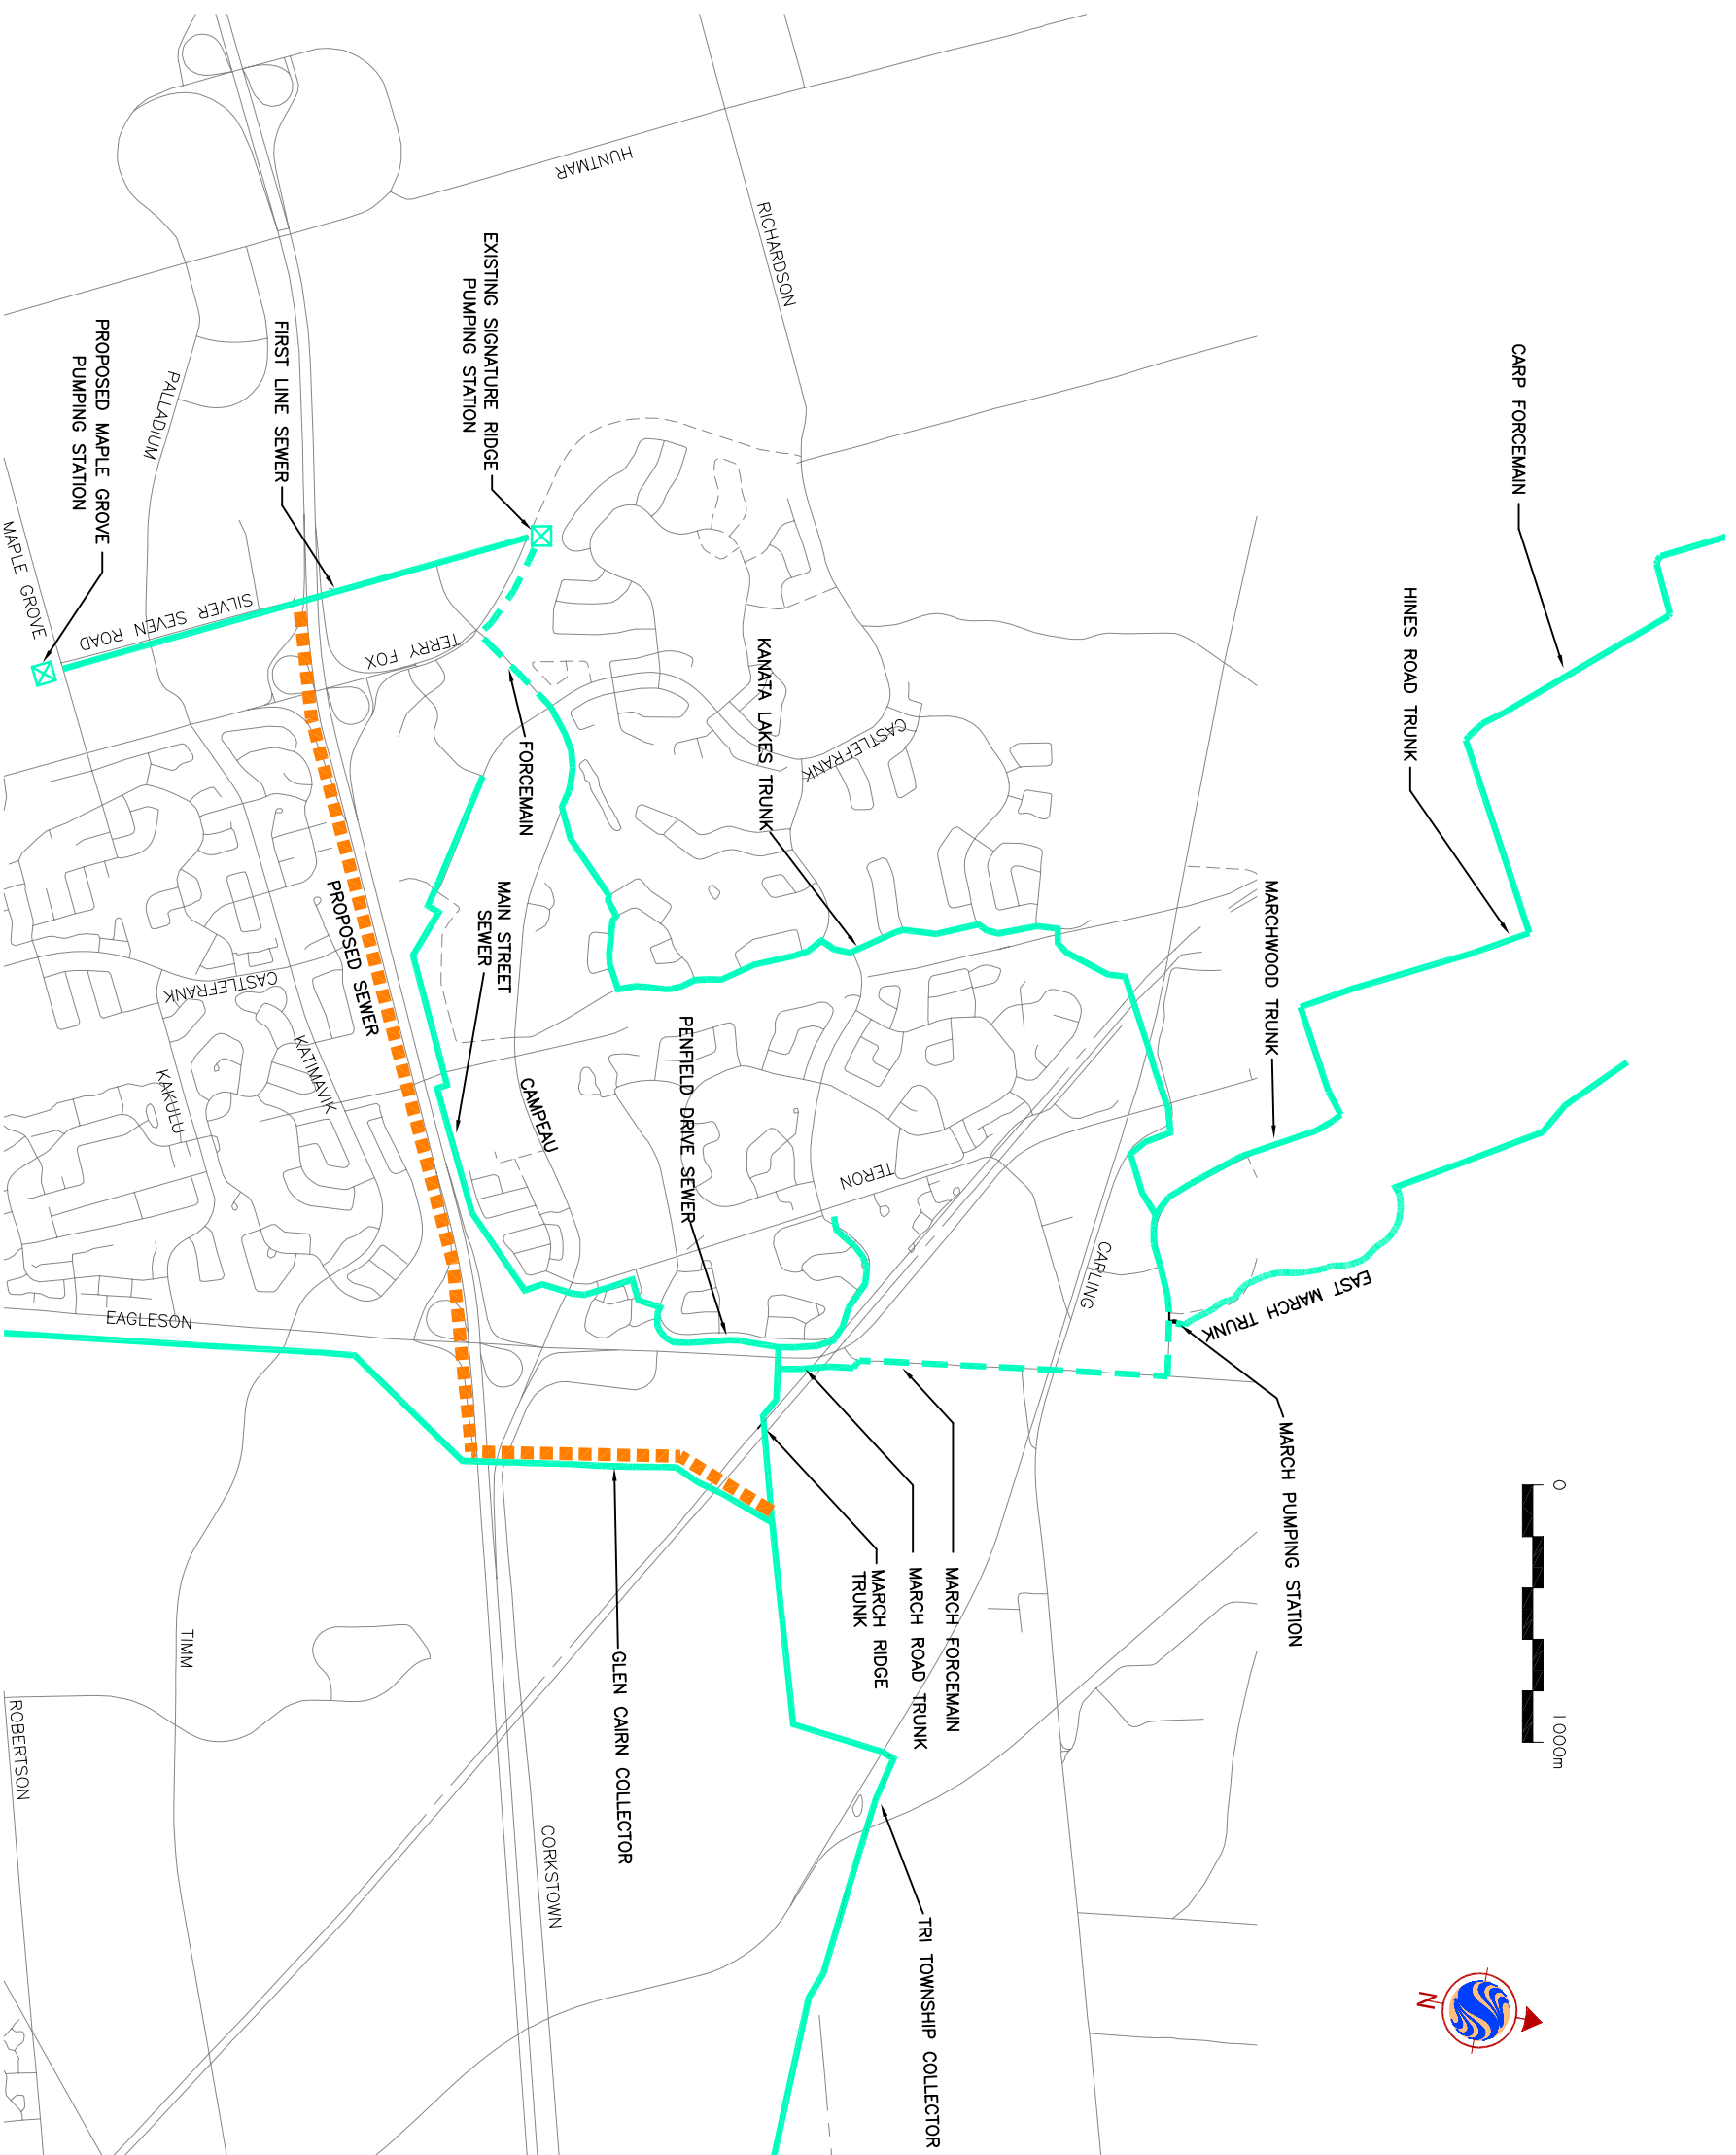 CARP FORCEMAIN
HINES ROAD TRUNK
MARCHWOOD TRUNK
EAST MARCH TRUNK
MARCH PUMPING STATION
0
1000m
N
HUNTMAR
RICHARDSON
EXISTING SIGNATURE RIDGE
PUMPING STATION
FIRST LINE SEWER
PALLADIUM
PROPOSED MAPLE GROVE
PUMPING STATION
MAPLE GROVE
SILVER SEVEN ROAD
TERRY FOX
FORCEMAIN
KANATA LAKES TRUNK
CASTLEFRANK
MAIN STREET
SEWER
PROPOSED SEWER
CASTLEFRANK
KATIMAVIK
KAKULU
CAMPEAU
PENFIELD DRIVE SEWER
TERON
CARLING
EAGLESON
MARCH FORCEMAIN
MARCH ROAD TRUNK
MARCH RIDGE
TRUNK
GLEN CAIRN COLLECTOR
TIMM
ROBERTSON
CORKSTOWN
TRI TOWNSHIP COLLECTOR